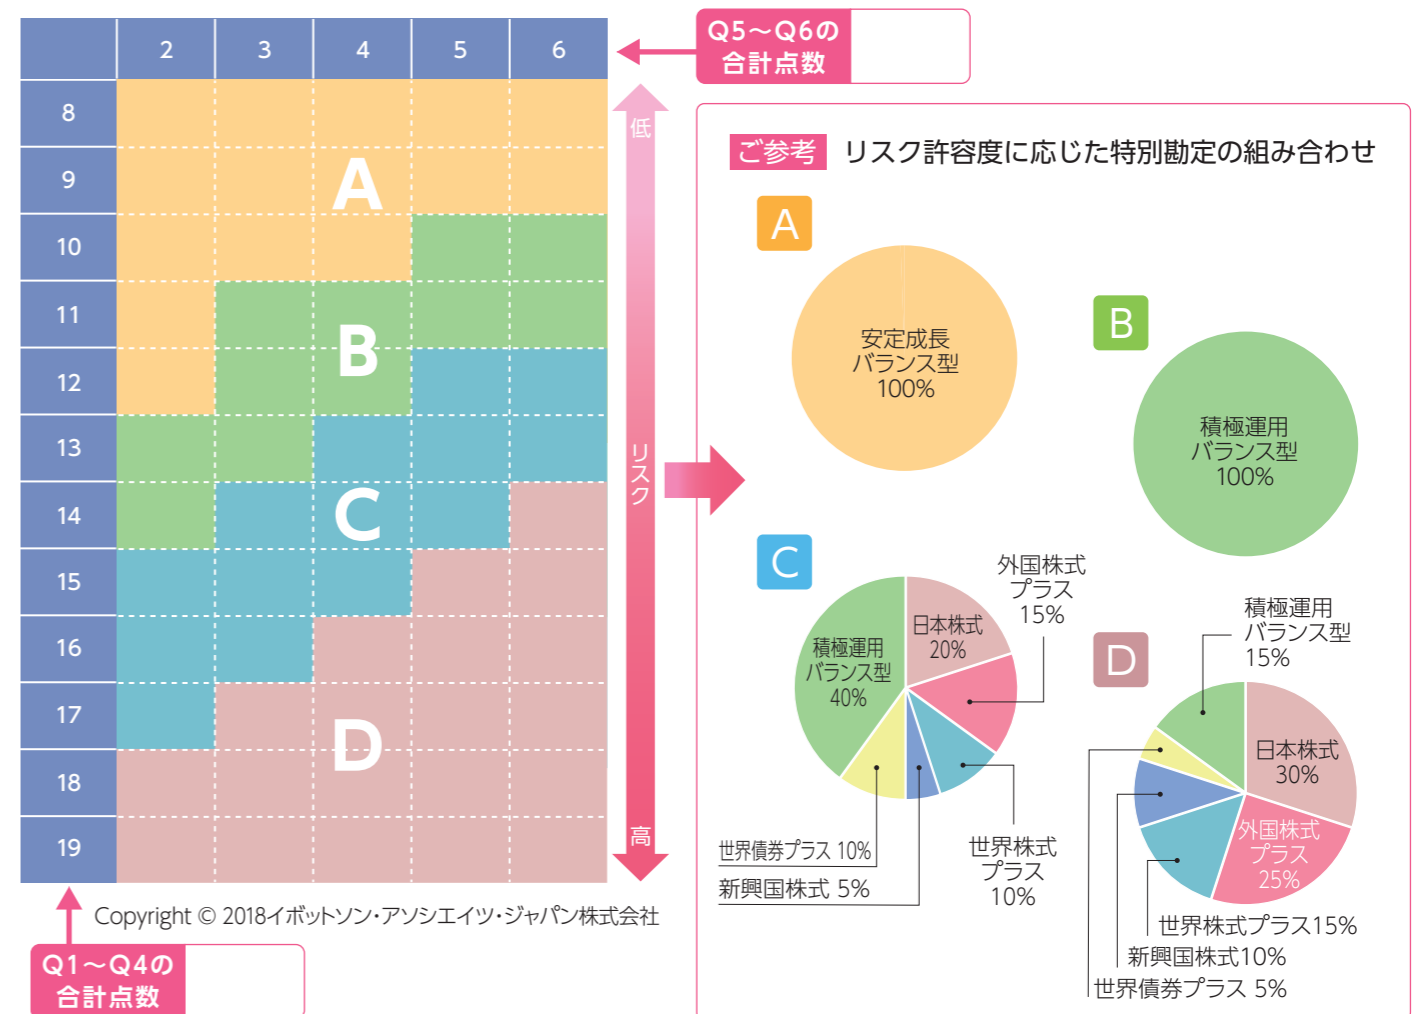 2 3 4 5 6
Q5～Q6の
合計点数
8
9
10
11
12
13
14
15
16
17
18
19
A
B
C
D
低
リスク
高
Copyright © 2018イボットソン・アソシエイツ・ジャパン株式会社
Q1～Q4の
合計点数
ご参考 リスク許容度に応じた特別勘定の組み合わせ
A
安定成長
バランス型
100%
B
積極運用
バランス型
100%
C
日本株式
20%
外国株式
プラス
15%
世界株式
プラス
10%
新興国株式 5%
世界債券プラス 10%
積極運用
バランス型
40%
D
日本株式
30%
外国株式
プラス
25%
世界株式プラス15%
新興国株式10%
世界債券プラス 5%
積極運用
バランス型
15%